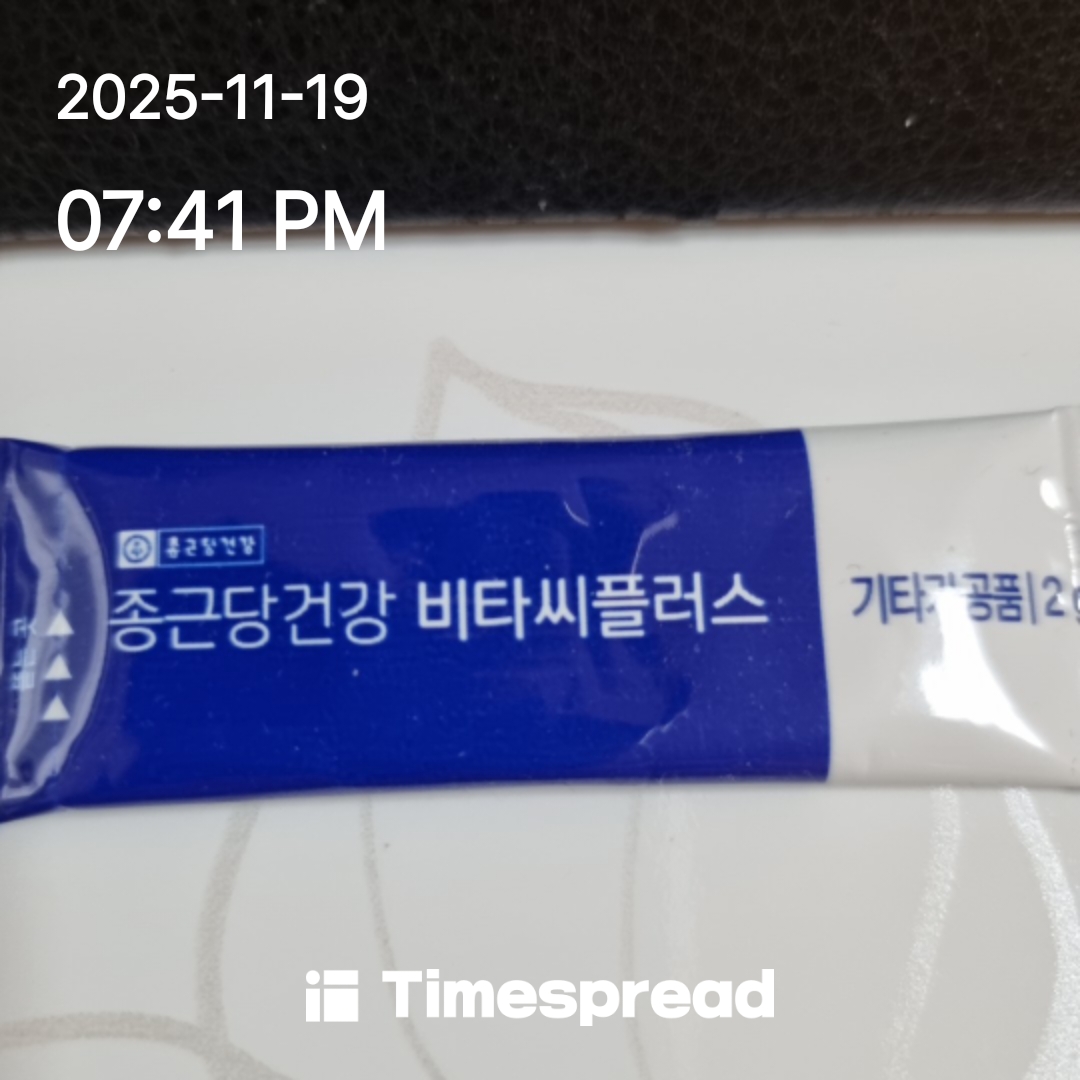 2025-11-19
07:41 PM
종근당건강
종근당건강 비타씨플러스
기타가공품 | 2g
Timespread